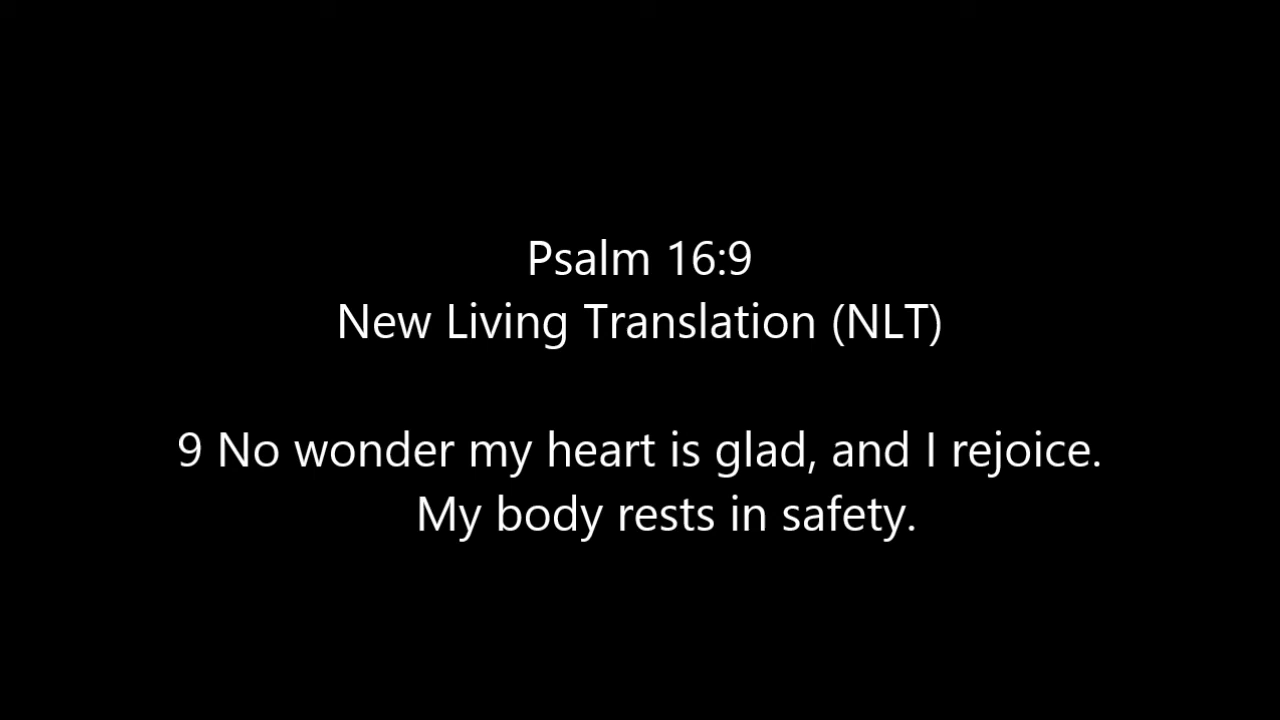 Psalm 16:9
New Living Translation (NLT)
9 No wonder my heart is glad, and I rejoice.
My body rests in safety.